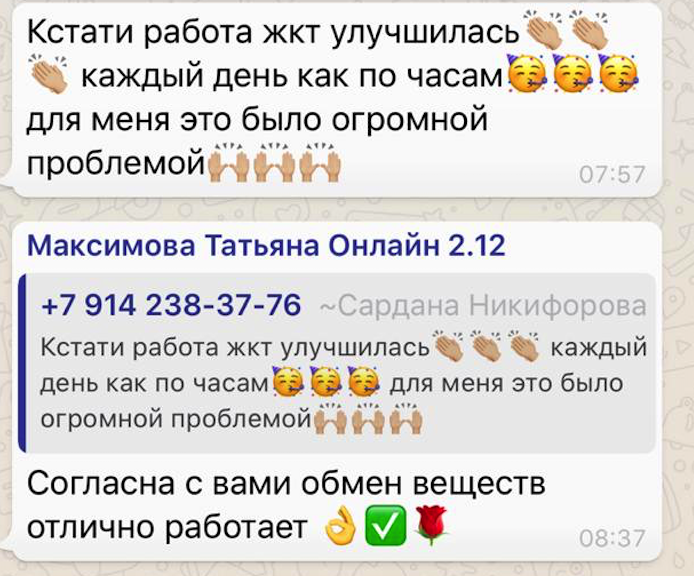 Кстати работа жкт улучшилась👏🏼👏🏼
👏🏼 каждый день как по часам🥳🥳🥳
для меня это было огромной
проблемой🙌🏼🙌🏼🙌🏼 07:57
Максимова Татьяна Онлайн 2.12
+7 914 238-37-76 ~Сардана Никифорова
Кстати работа жкт улучшилась👏🏼👏🏼👏🏼 каждый
день как по часам🥳🥳🥳 для меня это было
огромной проблемой🙌🏼🙌🏼🙌🏼
Согласна с вами обмен веществ
отлично работает 👌✅🌹 08:37